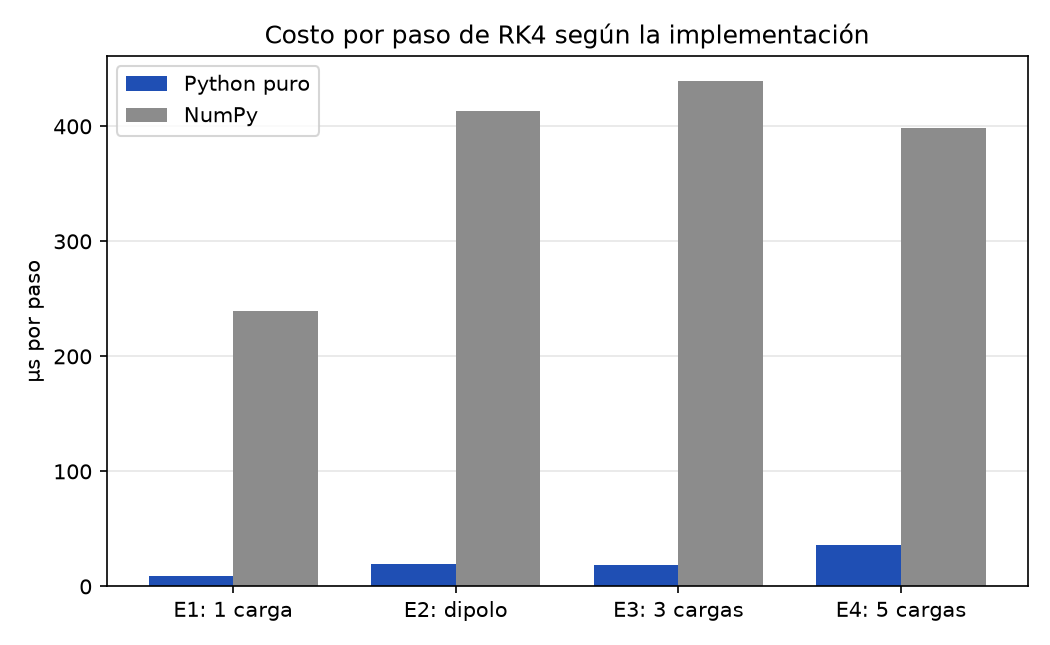 Costo por paso de RK4 según la implementación
Python puro
NumPy
µs por paso
400
300
200
100
0
E1: 1 carga
E2: dipolo
E3: 3 cargas
E4: 5 cargas